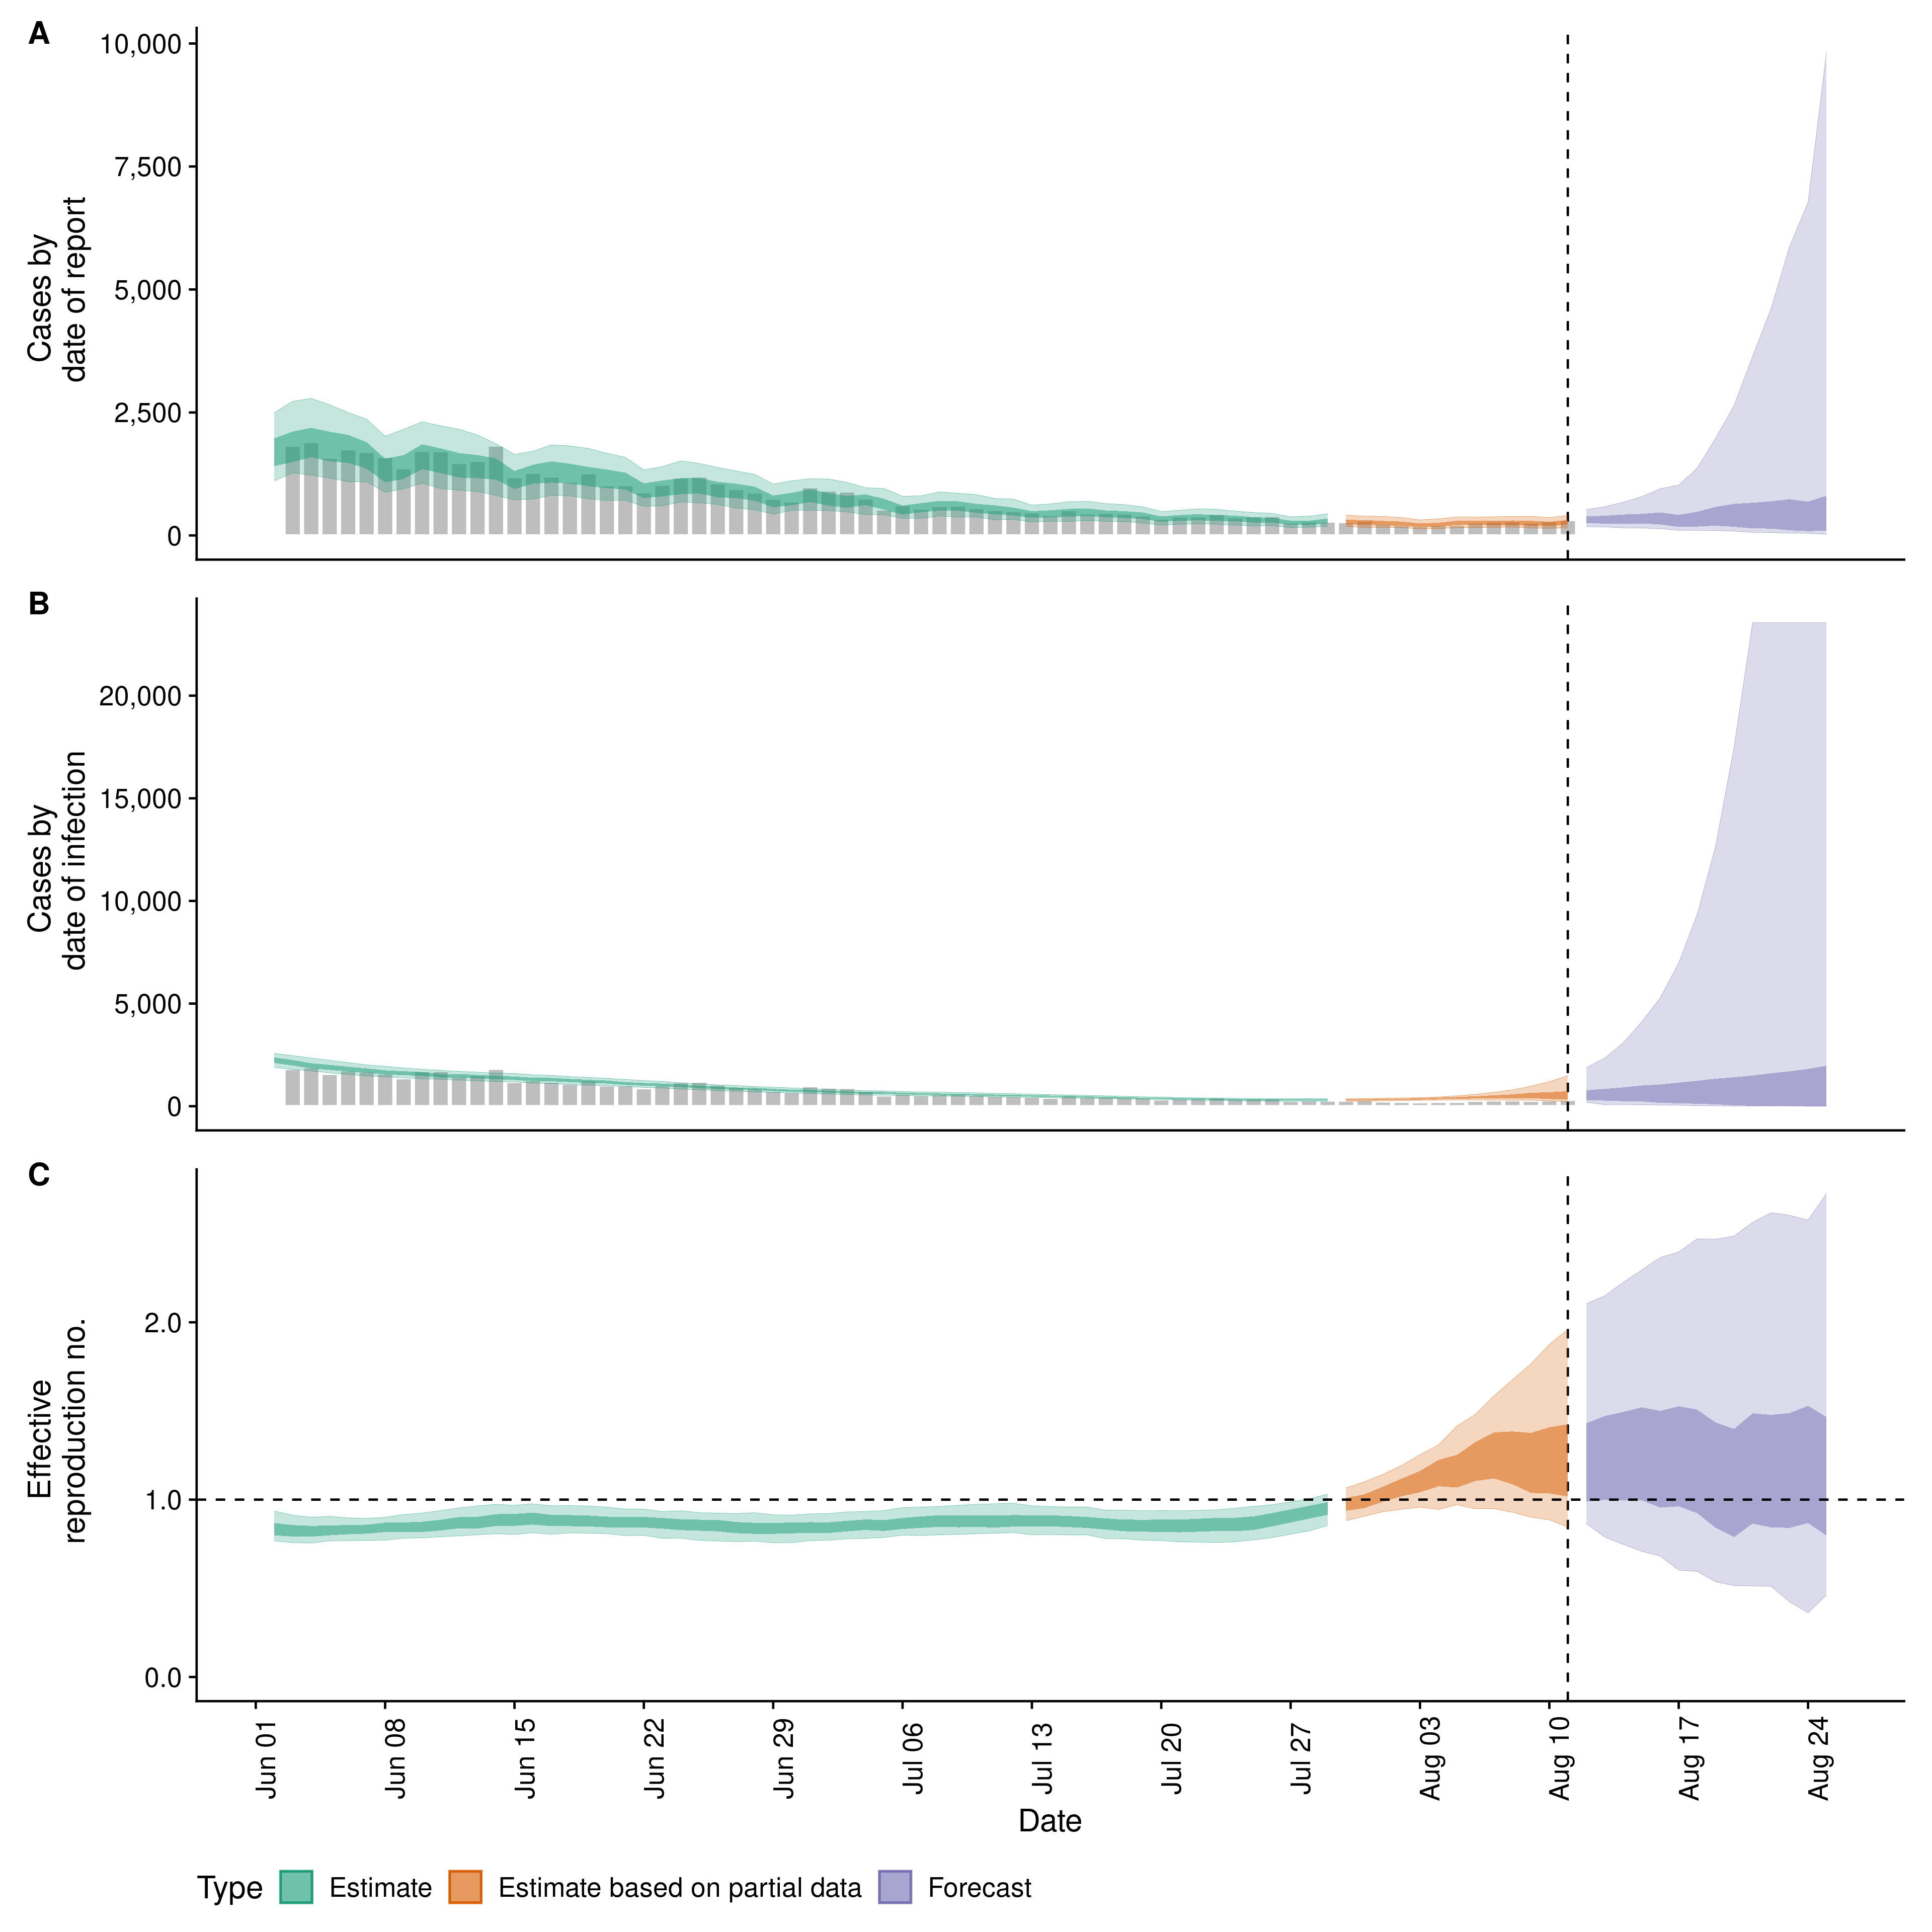 A
10,000
7,500
5,000
2,500
0
Cases by
date of report
B
20,000
15,000
10,000
5,000
0
Cases by
date of infection
C
2.0
1.0
0.0
Effective
reproduction no.
Jun 01
Jun 08
Jun 15
Jun 22
Jun 29
Jul 06
Jul 13
Jul 20
Jul 27
Aug 03
Aug 10
Aug 17
Aug 24
Date
Type Estimate Estimate based on partial data Forecast